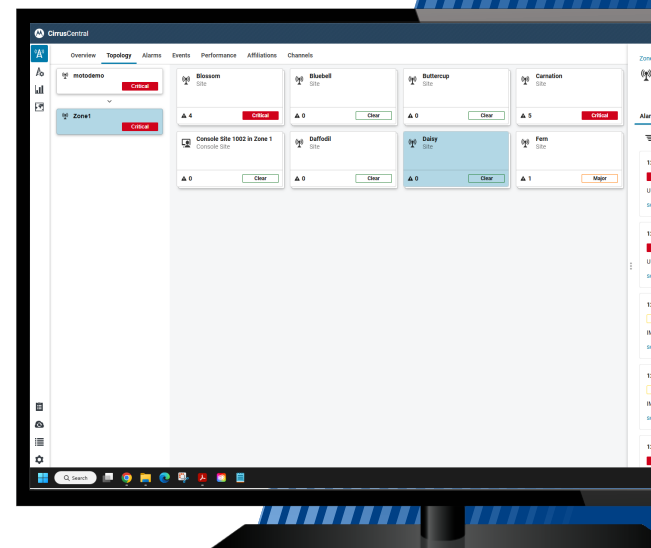 CirrusCentral
Overview Topology Alarms Events Performance Affiliations Channels
Zone
motodemo
Critical
Zone1
Critical
Blossom
Site
4 Critical
Bluebell
Site
0 Clear
Buttercup
Site
0 Clear
Carnation
Site
5 Critical
Console Site 1002 in Zone 1
Console Site
0 Clear
Daffodil
Site
0 Clear
Daisy
Site
0 Clear
Fern
Site
1 Major
Search